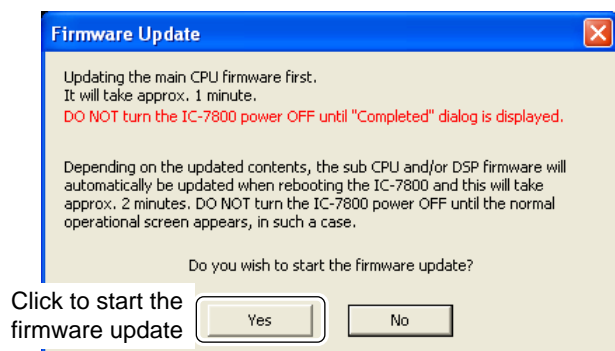 Firmware Update
Updating the main CPU firmware first.
It will take approx. 1 minute.
DO NOT turn the IC-7800 power OFF until "Completed" dialog is displayed.
Depending on the updated contents, the sub CPU and/or DSP firmware will
automatically be updated when rebooting the IC-7800 and this will take
approx. 2 minutes. DO NOT turn the IC-7800 power OFF until the normal
operational screen appears, in such a case.
Do you wish to start the firmware update?
Click to start the
firmware update
Yes
No